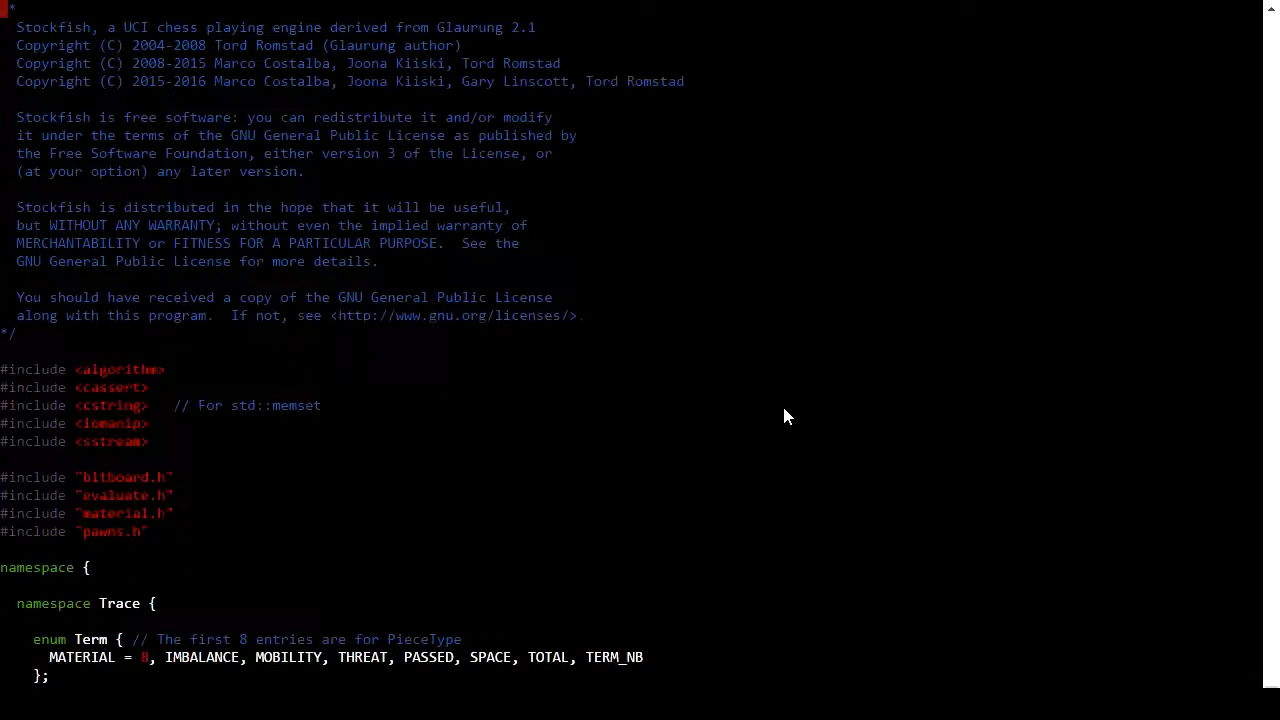 *
Stockfish, a UCI chess playing engine derived from Glaurung 2.1
Copyright (C) 2004-2008 Tord Romstad (Glaurung author)
Copyright (C) 2008-2015 Marco Costalba, Joona Kiiski, Tord Romstad
Copyright (C) 2015-2016 Marco Costalba, Joona Kiiski, Gary Linscott, Tord Romstad
Stockfish is free software: you can redistribute it and/or modify
it under the terms of the GNU General Public License as published by
the Free Software Foundation, either version 3 of the License, or
(at your option) any later version.
Stockfish is distributed in the hope that it will be useful,
but WITHOUT ANY WARRANTY; without even the implied warranty of
MERCHANTABILITY or FITNESS FOR A PARTICULAR PURPOSE.  See the
GNU General Public License for more details.
You should have received a copy of the GNU General Public License
along with this program.  If not, see <http://www.gnu.org/licenses/>.
*/
#include <algorithm>
#include <cassert>
#include <cstring>   // For std::memset
#include <iomanip>
#include <sstream>
#include "bitboard.h"
#include "evaluate.h"
#include "material.h"
#include "pawns.h"
namespace {
namespace Trace {
enum Term { // The first 8 entries are for PieceType
MATERIAL = 8, IMBALANCE, MOBILITY, THREAT, PASSED, SPACE, TOTAL, TERM_NB
};